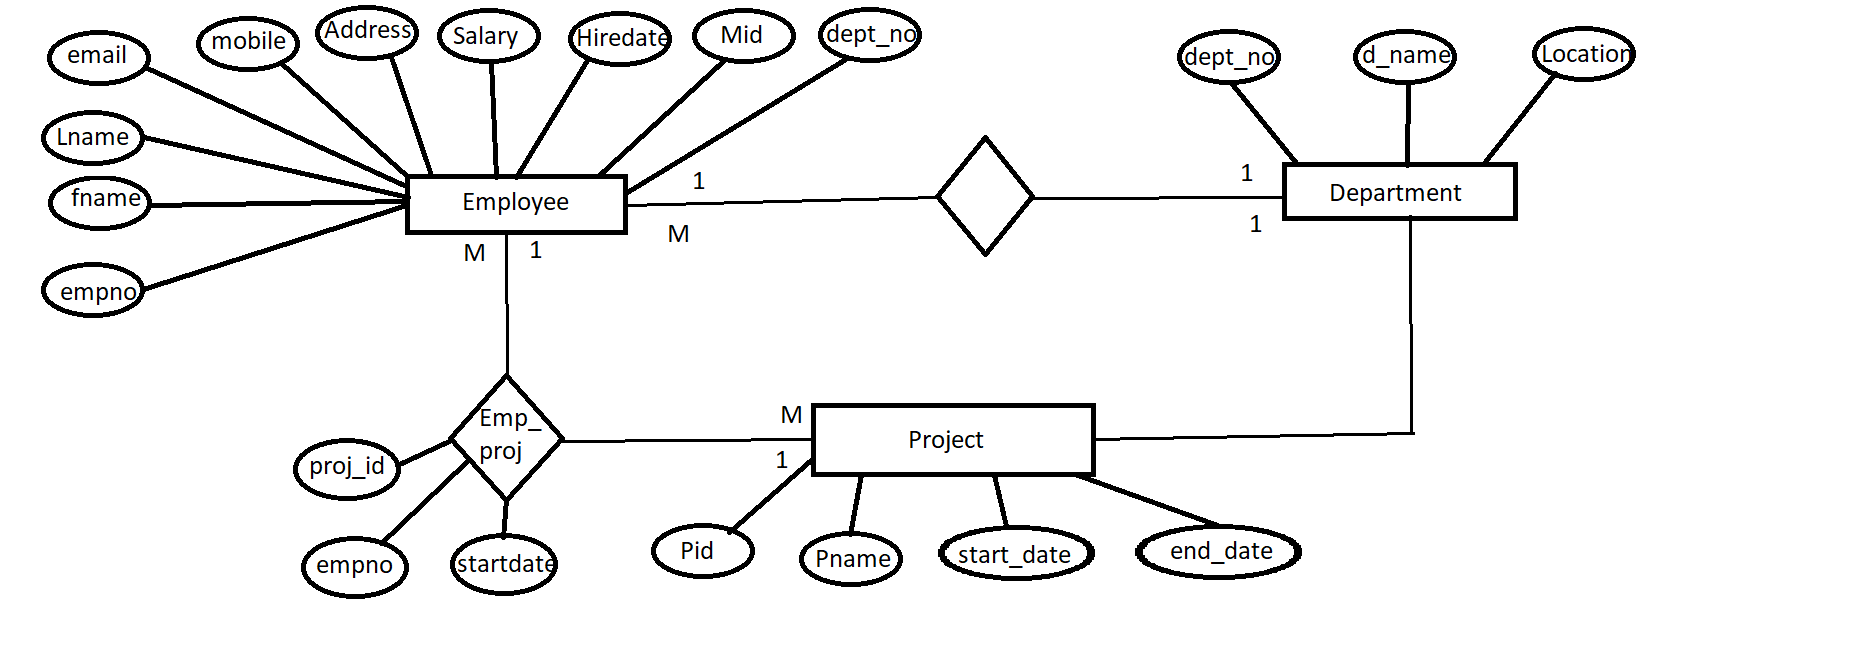 email
mobile
Address
Salary
Hiredate
Mid
dept_no
dept_no
d_name
Location
Lname
fname
empno
Employee
1
M
1
1
Department
M
1
Emp_
proj
proj_id
empno
startdate
M
1
Project
Pid
Pname
start_date
end_date